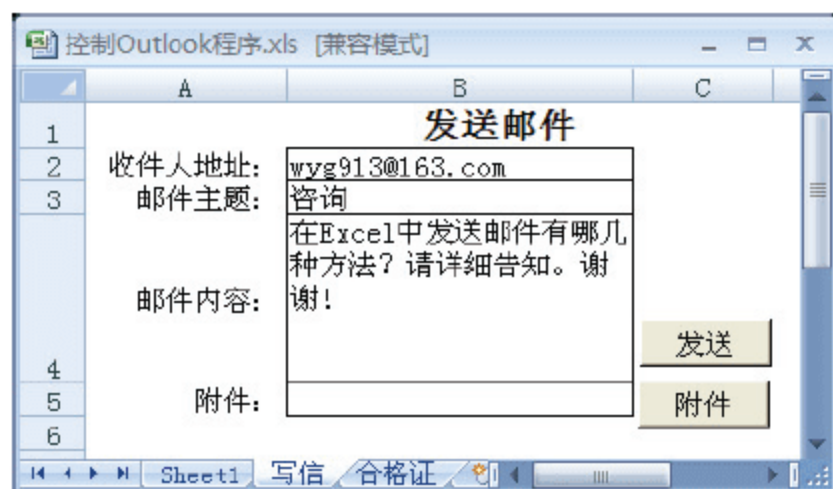 控制Outlook程序.xls [兼容模式]
A B C
1 发送邮件
2 收件人地址: wyg913@163.com
3 邮件主题: 咨询
在Excel中发送邮件有哪几
种方法? 请详细告知。谢
邮件内容: 谢!
发送
4
5 附件: 附件
6
Sheet1 写信 合格证